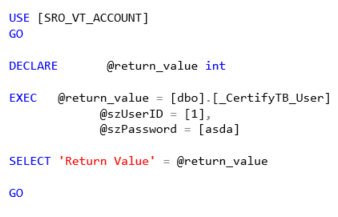 USE [SRO_VT_ACCOUNT]
GO
DECLARE @return_value int
EXEC @return_value = [dbo].[_CertifyTB_User]
@szUserID = [1],
@szPassword = [asda]
SELECT 'Return Value' = @return_value
GO